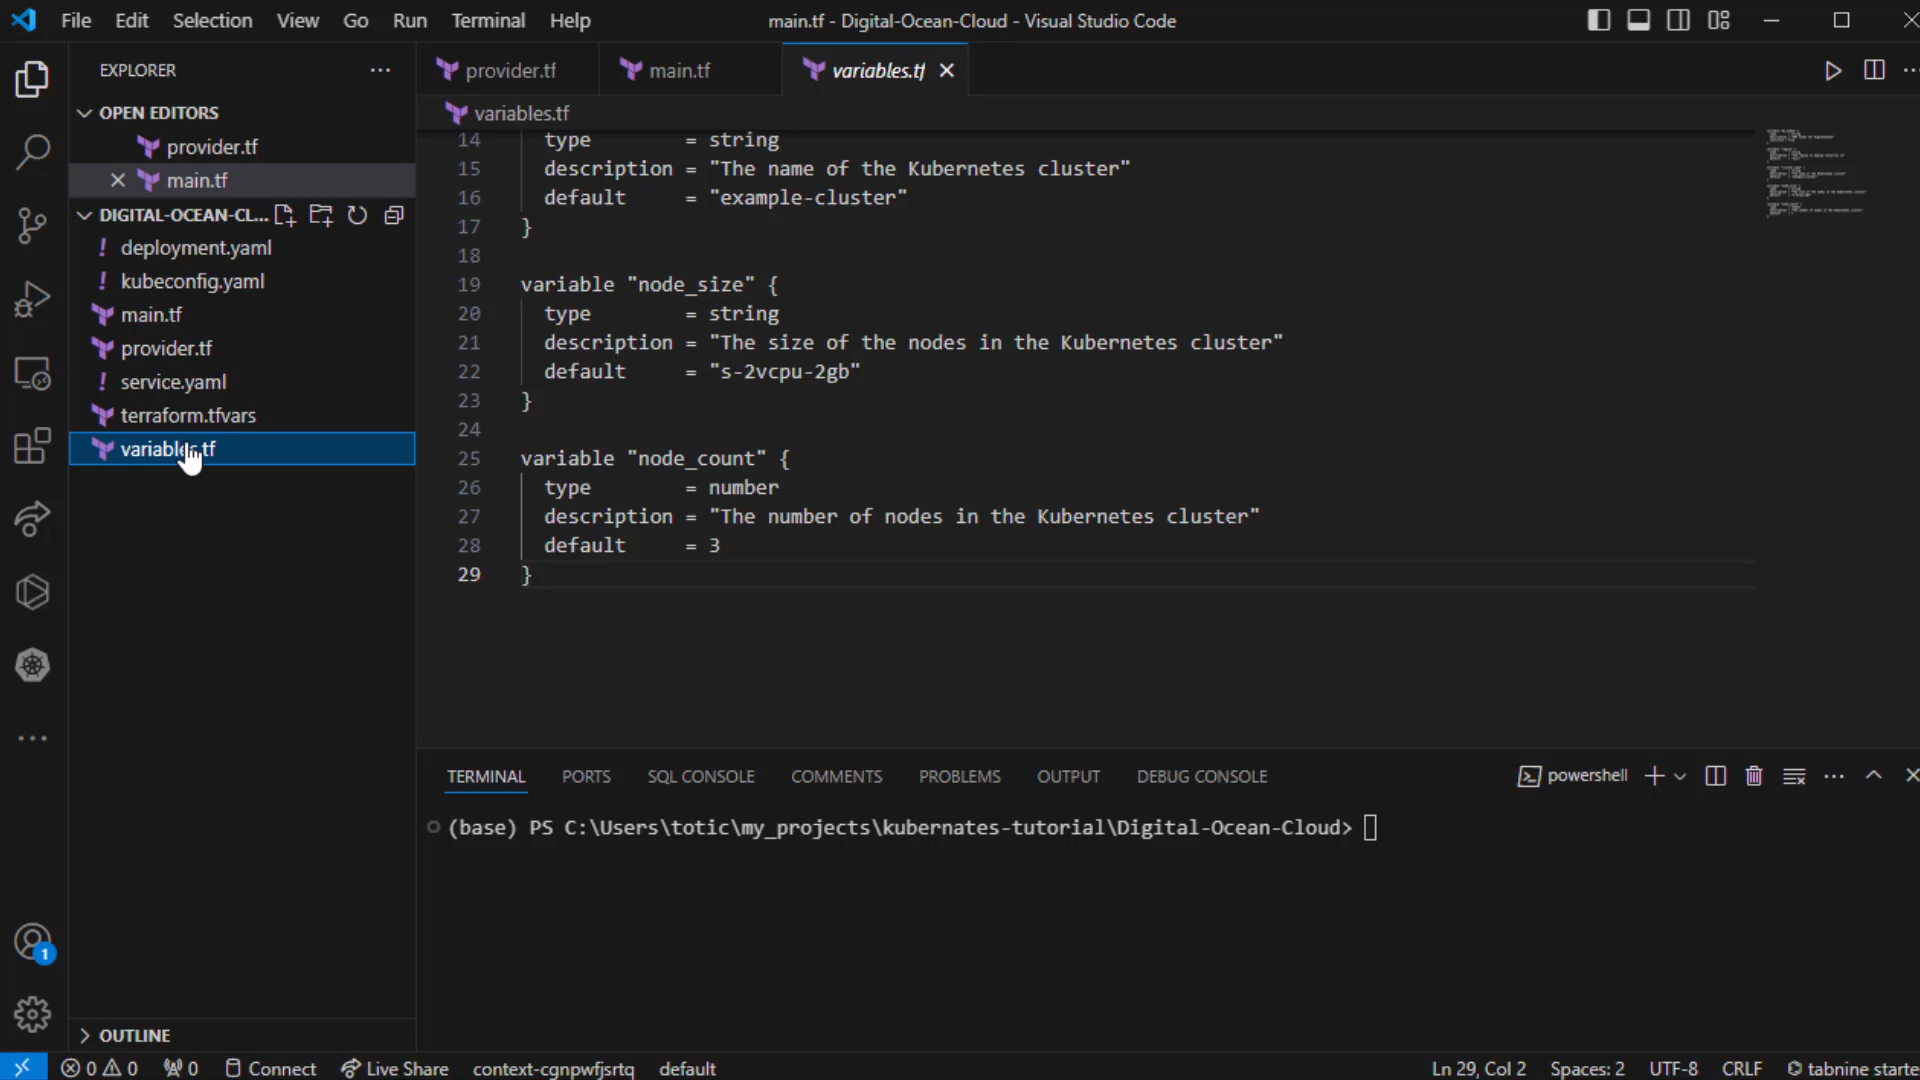 File Edit Selection View Go Run Terminal Help
main.tf - Digital-Ocean-Cloud - Visual Studio Code
EXPLORER
OPEN EDITORS
provider.tf
main.tf
DIGITAL-OCEAN-CL...
! deployment.yaml
! kubeconfig.yaml
main.tf
provider.tf
! service.yaml
terraform.tfvars
variables.tf
OUTLINE
provider.tf main.tf variables.tf
variables.tf
14 type = string
15 description = "The name of the Kubernetes cluster"
16 default = "example-cluster"
17 }
18
19 variable "node_size" {
20 type = string
21 description = "The size of the nodes in the Kubernetes cluster"
22 default = "s-2vcpu-2gb"
23 }
24
25 variable "node_count" {
26 type = number
27 description = "The number of nodes in the Kubernetes cluster"
28 default = 3
29 }
TERMINAL PORTS SQL CONSOLE COMMENTS PROBLEMS OUTPUT DEBUG CONSOLE
powershell
(base) PS C:\Users\totic\my_projects\kubernates-tutorial\Digital-Ocean-Cloud>
1
0 0 0 Connect Live Share context-cgnpwfjsrtq default
Ln 29, Col 2 Spaces: 2 UTF-8 CRLF tabnine starte